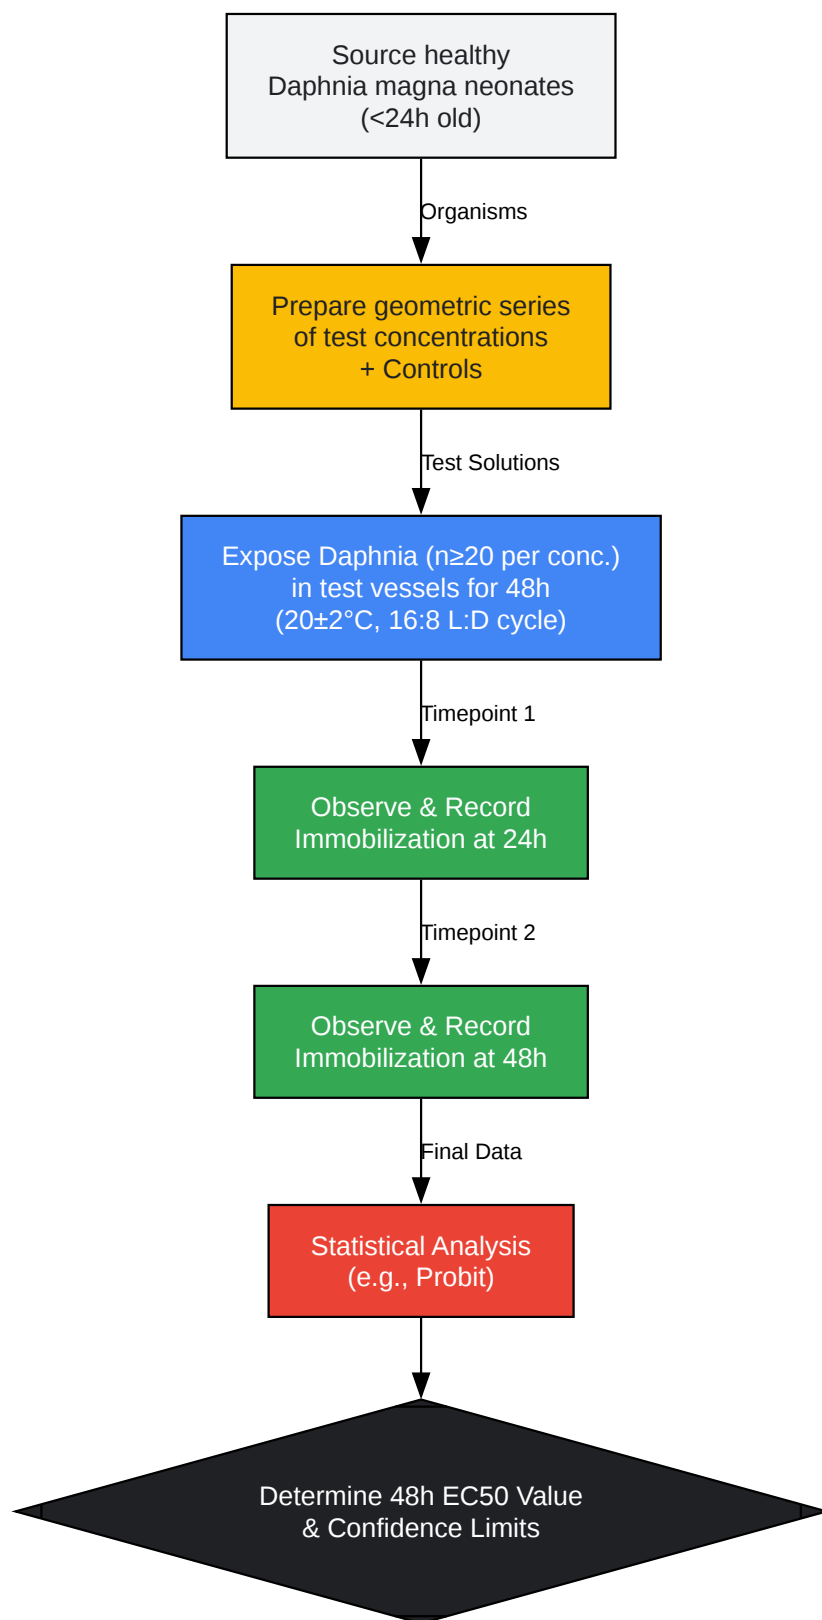 Source healthy
Daphnia magna neonates
(<24h old)
Organisms
Prepare geometric series
of test concentrations
+ Controls
Test Solutions
Expose Daphnia (n≥20 per conc.)
in test vessels for 48h
(20±2°C, 16:8 L:D cycle)
Timepoint 1
Observe & Record
Immobilization at 24h
Timepoint 2
Observe & Record
Immobilization at 48h
Final Data
Statistical Analysis
(e.g., Probit)
Determine 48h EC50 Value
& Confidence Limits